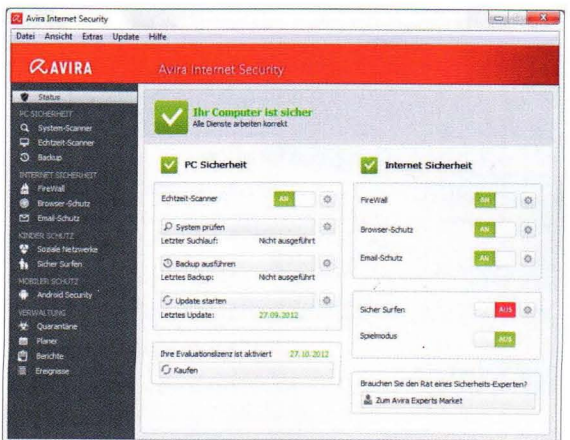 Avira Internet Security
Datei Ansicht Extras Update Hilfe
AVIRA
Avira Internet Security
Status
PC SICHERHEIT
System-Scanner
Echtzeit-Scanner
Backup
INTERNET SICHERHEIT
FireWall
Browser-Schutz
Email-Schutz
KINDER SCHUTZ
Soziale Netzwerke
Sicher Surfen
MOBILER SCHUTZ
Android Security
VERWALTUNG
Quarantäne
Planer
Berichte
Ereignisse
Ihr Computer ist sicher
Alle Dienste arbeiten korrekt
PC Sicherheit
Echtzeit-Scanner AN
System prüfen
Letzter Suchlauf: Nicht ausgeführt
Backup ausführen
Letztes Backup: Nicht ausgeführt
Update starten
Letztes Update: 27.09.2012
Ihre Evaluationslizenz ist aktiviert 27.10.2012
Kaufen
Internet Sicherheit
FireWall AN
Browser-Schutz AN
Email-Schutz AN
Sicher Surfen AUS
Spielmodus AUS
Brauchen Sie den Rat eines Sicherheits-Experten?
Zum Avira Experts Market